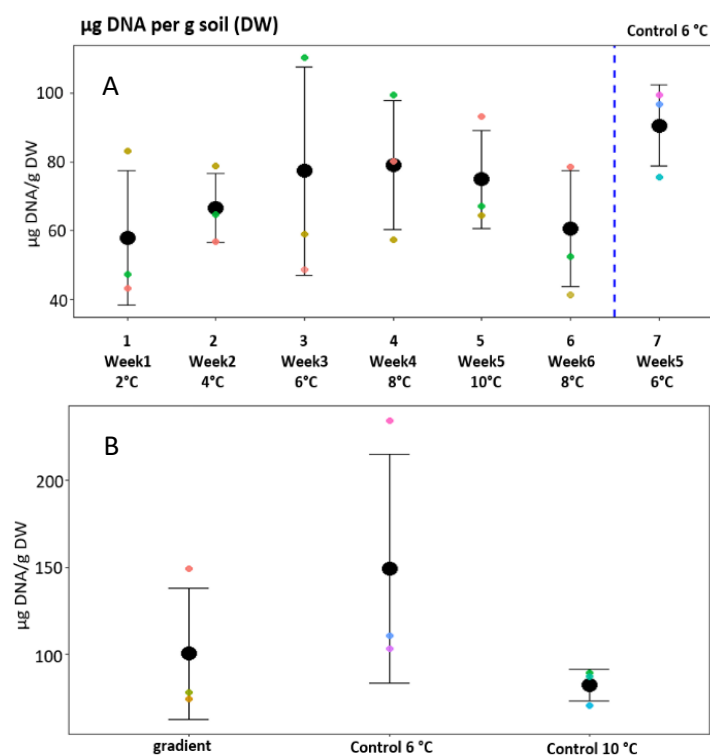 µg DNA per g soil (DW)
Control 6 °C
A
µg DNA/g DW
100
80
60
40
1 2 3 4 5 6 7
Week1 Week2 Week3 Week4 Week5 Week6 Week5
2°C 4°C 6°C 8°C 10°C 8°C 6°C
B
µg DNA/g DW
200
150
100
gradient Control 6 °C Control 10 °C